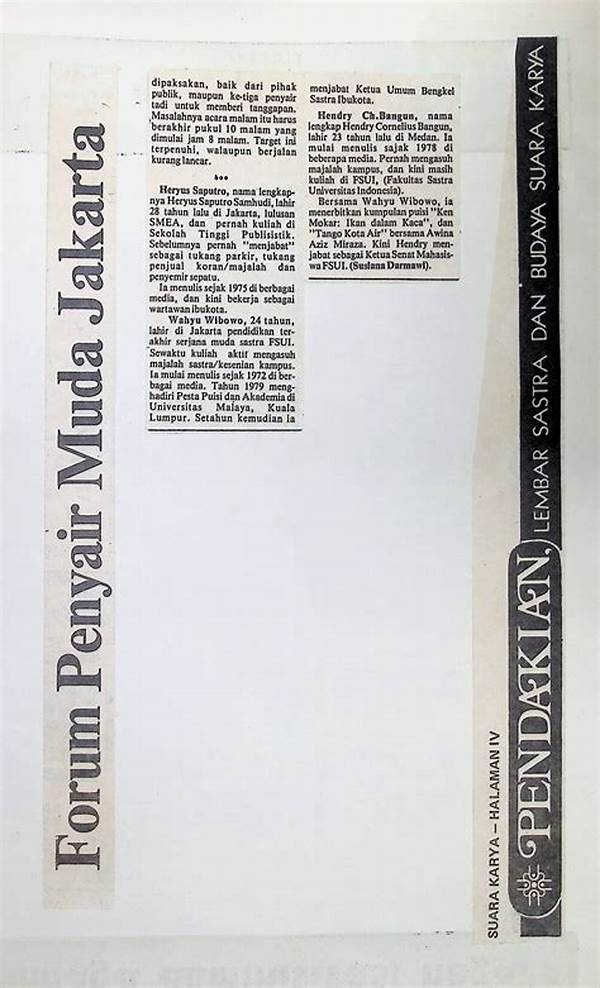 Forum Penyair Muda Jakarta
dipaksakan, baik dari pihak
publik, maupun ke-tiga penyair
tadi untuk memberi tanggapan.
Masalahnya acara malam itu harus
berakhir pukul 10 malam yang
dimulai jam 8 malam. Target ini
terpenuhi, walaupun berjalan
kurang lancar.
***
Heryus Saputro, nama lengkap-
nya Heryus Saputro Samhudi, lahir
28 tahun lalu di Jakarta, lulusan
SMEA, dan pernah kuliah di
Sekolah Tinggi Publisistik.
Sebelumnya pernah "menjabat"
sebagai tukang parkir, tukang
penjual koran/majalah dan
penyemir sepatu.
Ia menulis sejak 1975 di berbagai
media, dan kini bekerja sebagai
wartawan ibukota.
Wahyu Wibowo, 24 tahun,
lahir di Jakarta pendidikan ter-
akhir serjana muda sastra FSUI.
Sewaktu kuliah aktif mengasuh
majalah sastra/kesenian kampus.
Ia mulai menulis sejak 1972 di ber-
bagai media. Tahun 1979 meng-
hadiri Pesta Puisi dan Akademia di
Universitas Malaya, Kuala
Lumpur. Setahun kemudian ia
menjabat Ketua Umum Bengkel
Sastra Ibukota.
Hendry Ch.Bangun, nama
lengkap Hendry Cornelius Bangun,
lahir 23 tahun lalu di Medan. Ia
mulai menulis sajak 1978 di
beberapa media. Pernah mengasuh
majalah kampus, dan kini masih
kuliah di FSUI, (Fakultas Sastra
Universitas Indonesia).
Bersama Wahyu Wibowo, ia
menerbitkan kumpulan puisi "Ken
Mokar: Ikan dalam Kaca", dan
"Tango Kota Air" bersama Awina
Aziz Miraza. Kini Hendry men-
jabat sebagai Ketua Senat Mahasis-
wa FSUI. (Susiana Darmawi).
SUARA KARYA – HALAMAN IV
PENDAKIAN, LEMBAR SASTRA DAN BUDAYA SUARA KARYA